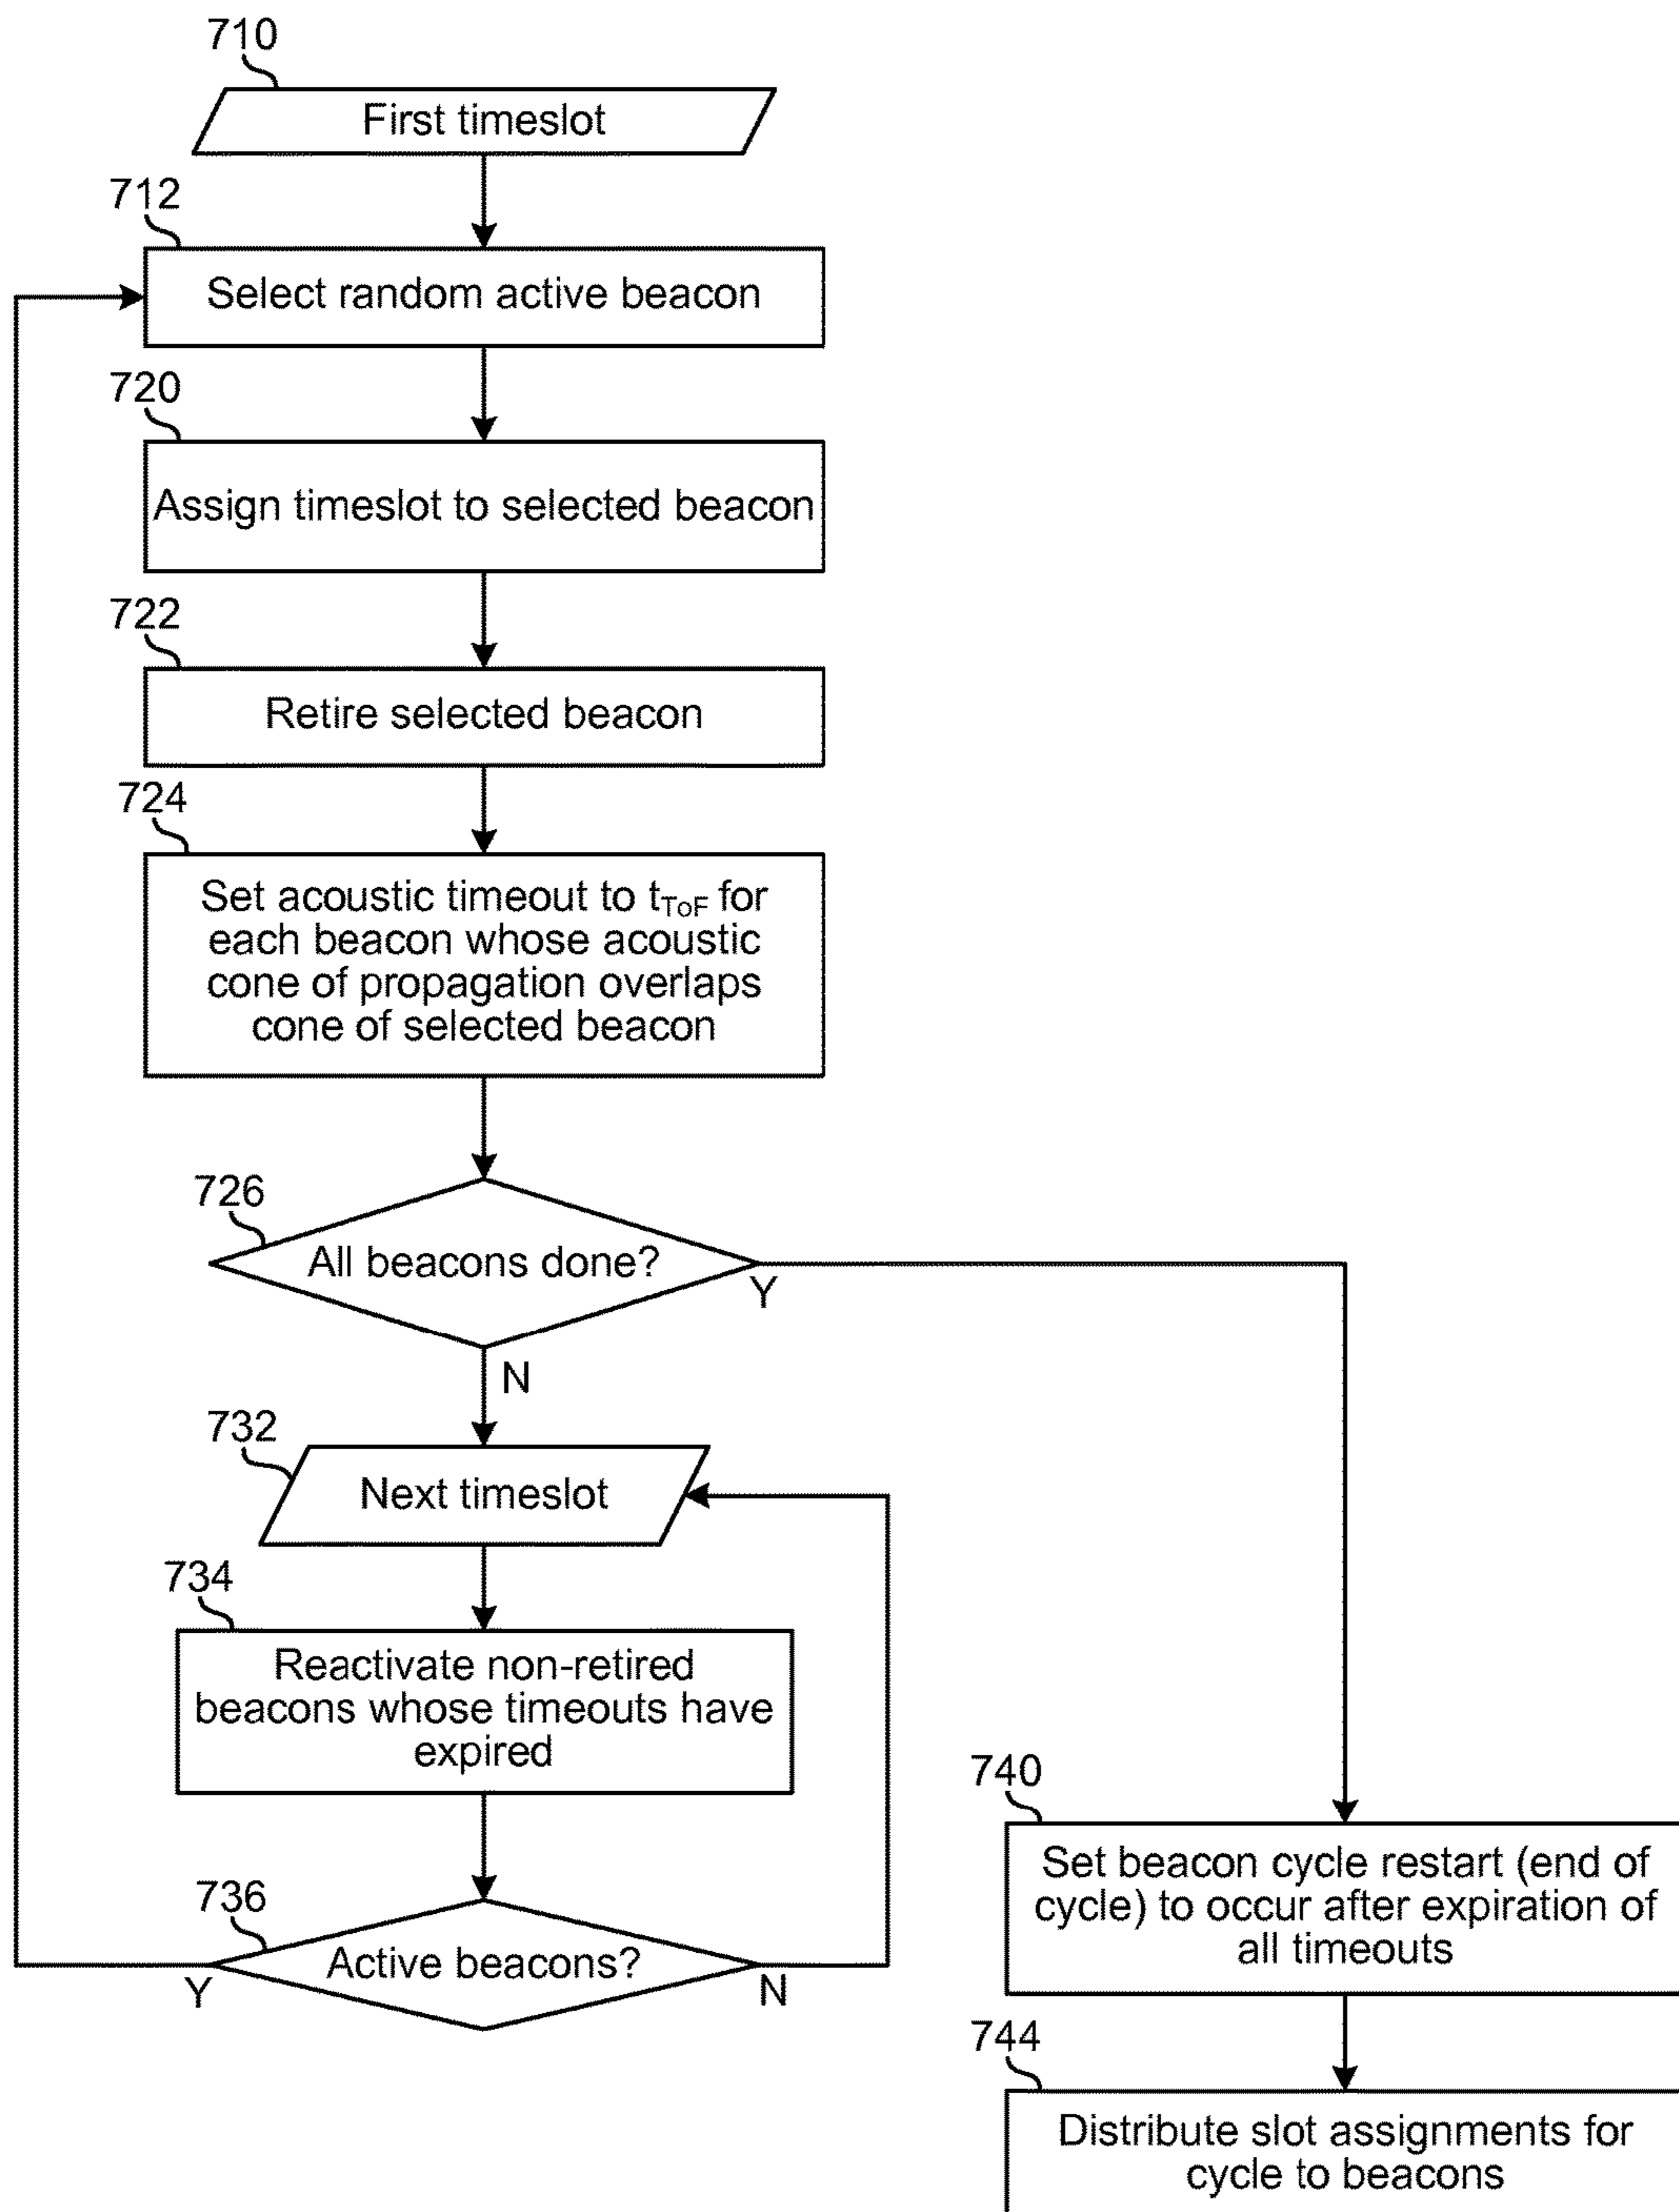 710
First timeslot
712
Select random active beacon
720
Assign timeslot to selected beacon
722
Retire selected beacon
724
Set acoustic timeout to tToF for
each beacon whose acoustic
cone of propagation overlaps
cone of selected beacon
726
All beacons done?
Y
N
732
Next timeslot
734
Reactivate non-retired
beacons whose timeouts have
expired
736
Active beacons?
Y
N
740
Set beacon cycle restart (end of
cycle) to occur after expiration of
all timeouts
744
Distribute slot assignments for
cycle to beacons